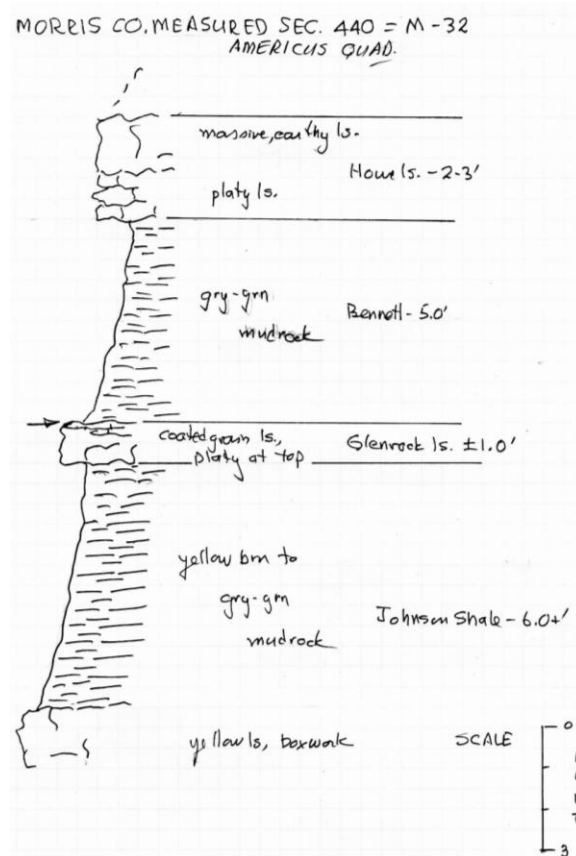 MORRIS CO. MEASURED SEC. 440 = M-32
AMERICUS QUAD.
massive, earthy ls.
Howe ls. - 2-3'
platy ls.
gry-grn
mudrock
Bennett - 5.0'
coated grain ls.,
platy at top
Glenrock ls. ±1.0'
yellow brn to
gry-grn
mudrock
Johnson Shale - 6.0+'
yellow ls, boxwork
SCALE
0
3